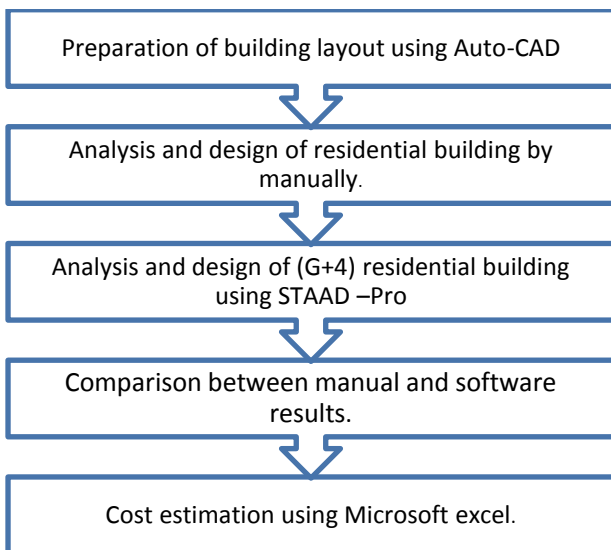 Preparation of building layout using Auto-CAD
Analysis and design of residential building by
manually.
Analysis and design of (G+4) residential building
using STAAD –Pro
Comparison between manual and software
results.
Cost estimation using Microsoft excel.